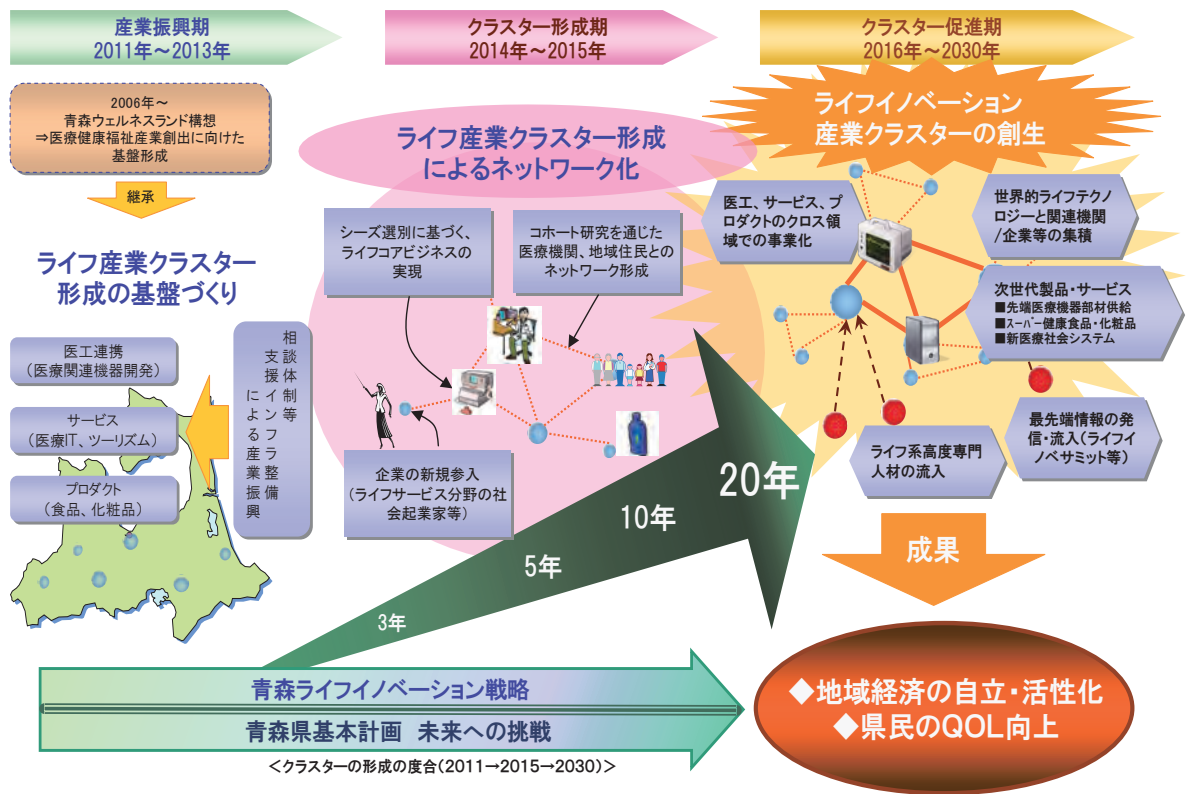 産業振興期
2011年～2013年
クラスター形成期
2014年～2015年
クラスター促進期
2016年～2030年
2006年～
青森ウェルネスランド構想
⇒医療健康福祉産業創出に向けた
基盤形成
継承
ライフ産業クラスター
形成の基盤づくり
医工連携
（医療関連機器開発）
サービス
（医療IT、ツーリズム）
プロダクト
（食品、化粧品）
相談体制等
支援インフラ整備
による産業振興
ライフ産業クラスター形成
によるネットワーク化
シーズ選別に基づく、
ライフコアビジネスの
実現
コホート研究を通じた
医療機関、地域住民との
ネットワーク形成
企業の新規参入
（ライフサービス分野の社
会起業家等）
ライフイノベーション
産業クラスターの創生
医工、サービス、プ
ロダクトのクロス領
域での事業化
世界的ライフテクノ
ロジーと関連機関
/企業等の集積
次世代製品・サービス
■先端医療機器部材供給
■スーパー健康食品・化粧品
■新医療社会システム
最先端情報の発
信・流入（ライフイ
ノベサミット等）
ライフ系高度専門
人材の流入
3年
5年
10年
20年
成果
青森ライフイノベーション戦略
青森県基本計画 未来への挑戦
＜クラスターの形成の度合（2011→2015→2030）＞
◆地域経済の自立・活性化
◆県民のQOL向上